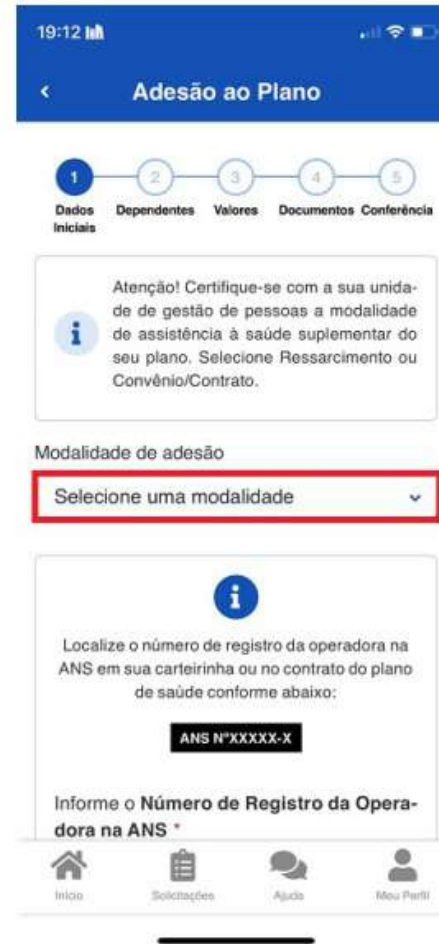 19:12
Adesão ao Plano
1 2 3 4 5
Dados Iniciais Dependentes Valores Documentos Conferência
Atenção! Certifique-se com a sua unida-
de de gestão de pessoas a modalidade
de assistência à saúde suplementar do
seu plano. Selecione Ressarcimento ou
Convênio/Contrato.
Modalidade de adesão
Selecione uma modalidade
Localize o número de registro da operadora na
ANS em sua carteirinha ou no contrato do plano
de saúde conforme abaixo:
ANS N°XXXXX-X
Informe o Número de Registro da Opera-
dora na ANS *
Início Solicitações Ajuda Meu Perfil